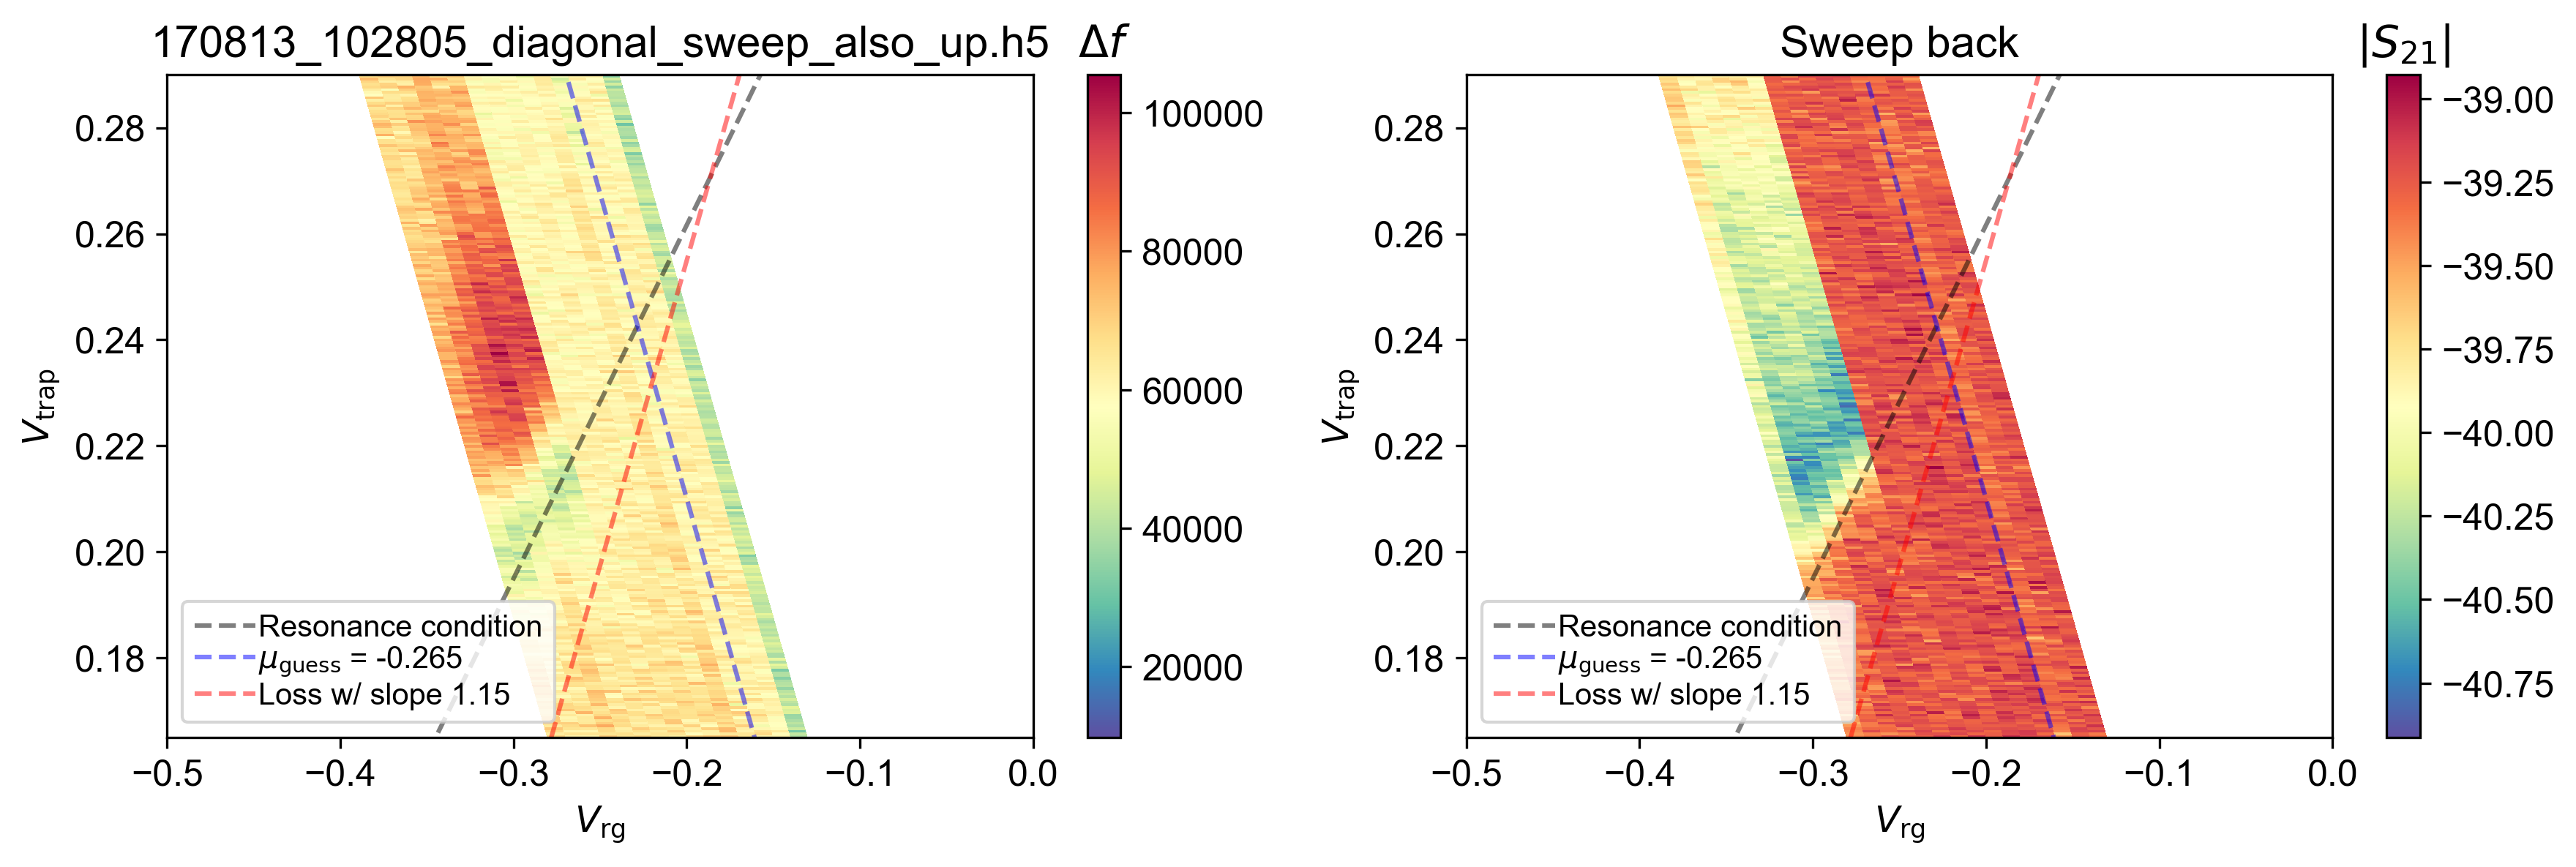 170813_102805_diagonal_sweep_also_up.h5
Δf
0.28
0.26
0.24
0.22
0.20
0.18
V_trap
Resonance condition
μ_guess = -0.265
Loss w/ slope 1.15
−0.5
−0.4
−0.3
−0.2
−0.1
0.0
V_rg
100000
80000
60000
40000
20000
Sweep back
|S_21|
0.28
0.26
0.24
0.22
0.20
0.18
V_trap
Resonance condition
μ_guess = -0.265
Loss w/ slope 1.15
−0.5
−0.4
−0.3
−0.2
−0.1
0.0
V_rg
−39.00
−39.25
−39.50
−39.75
−40.00
−40.25
−40.50
−40.75